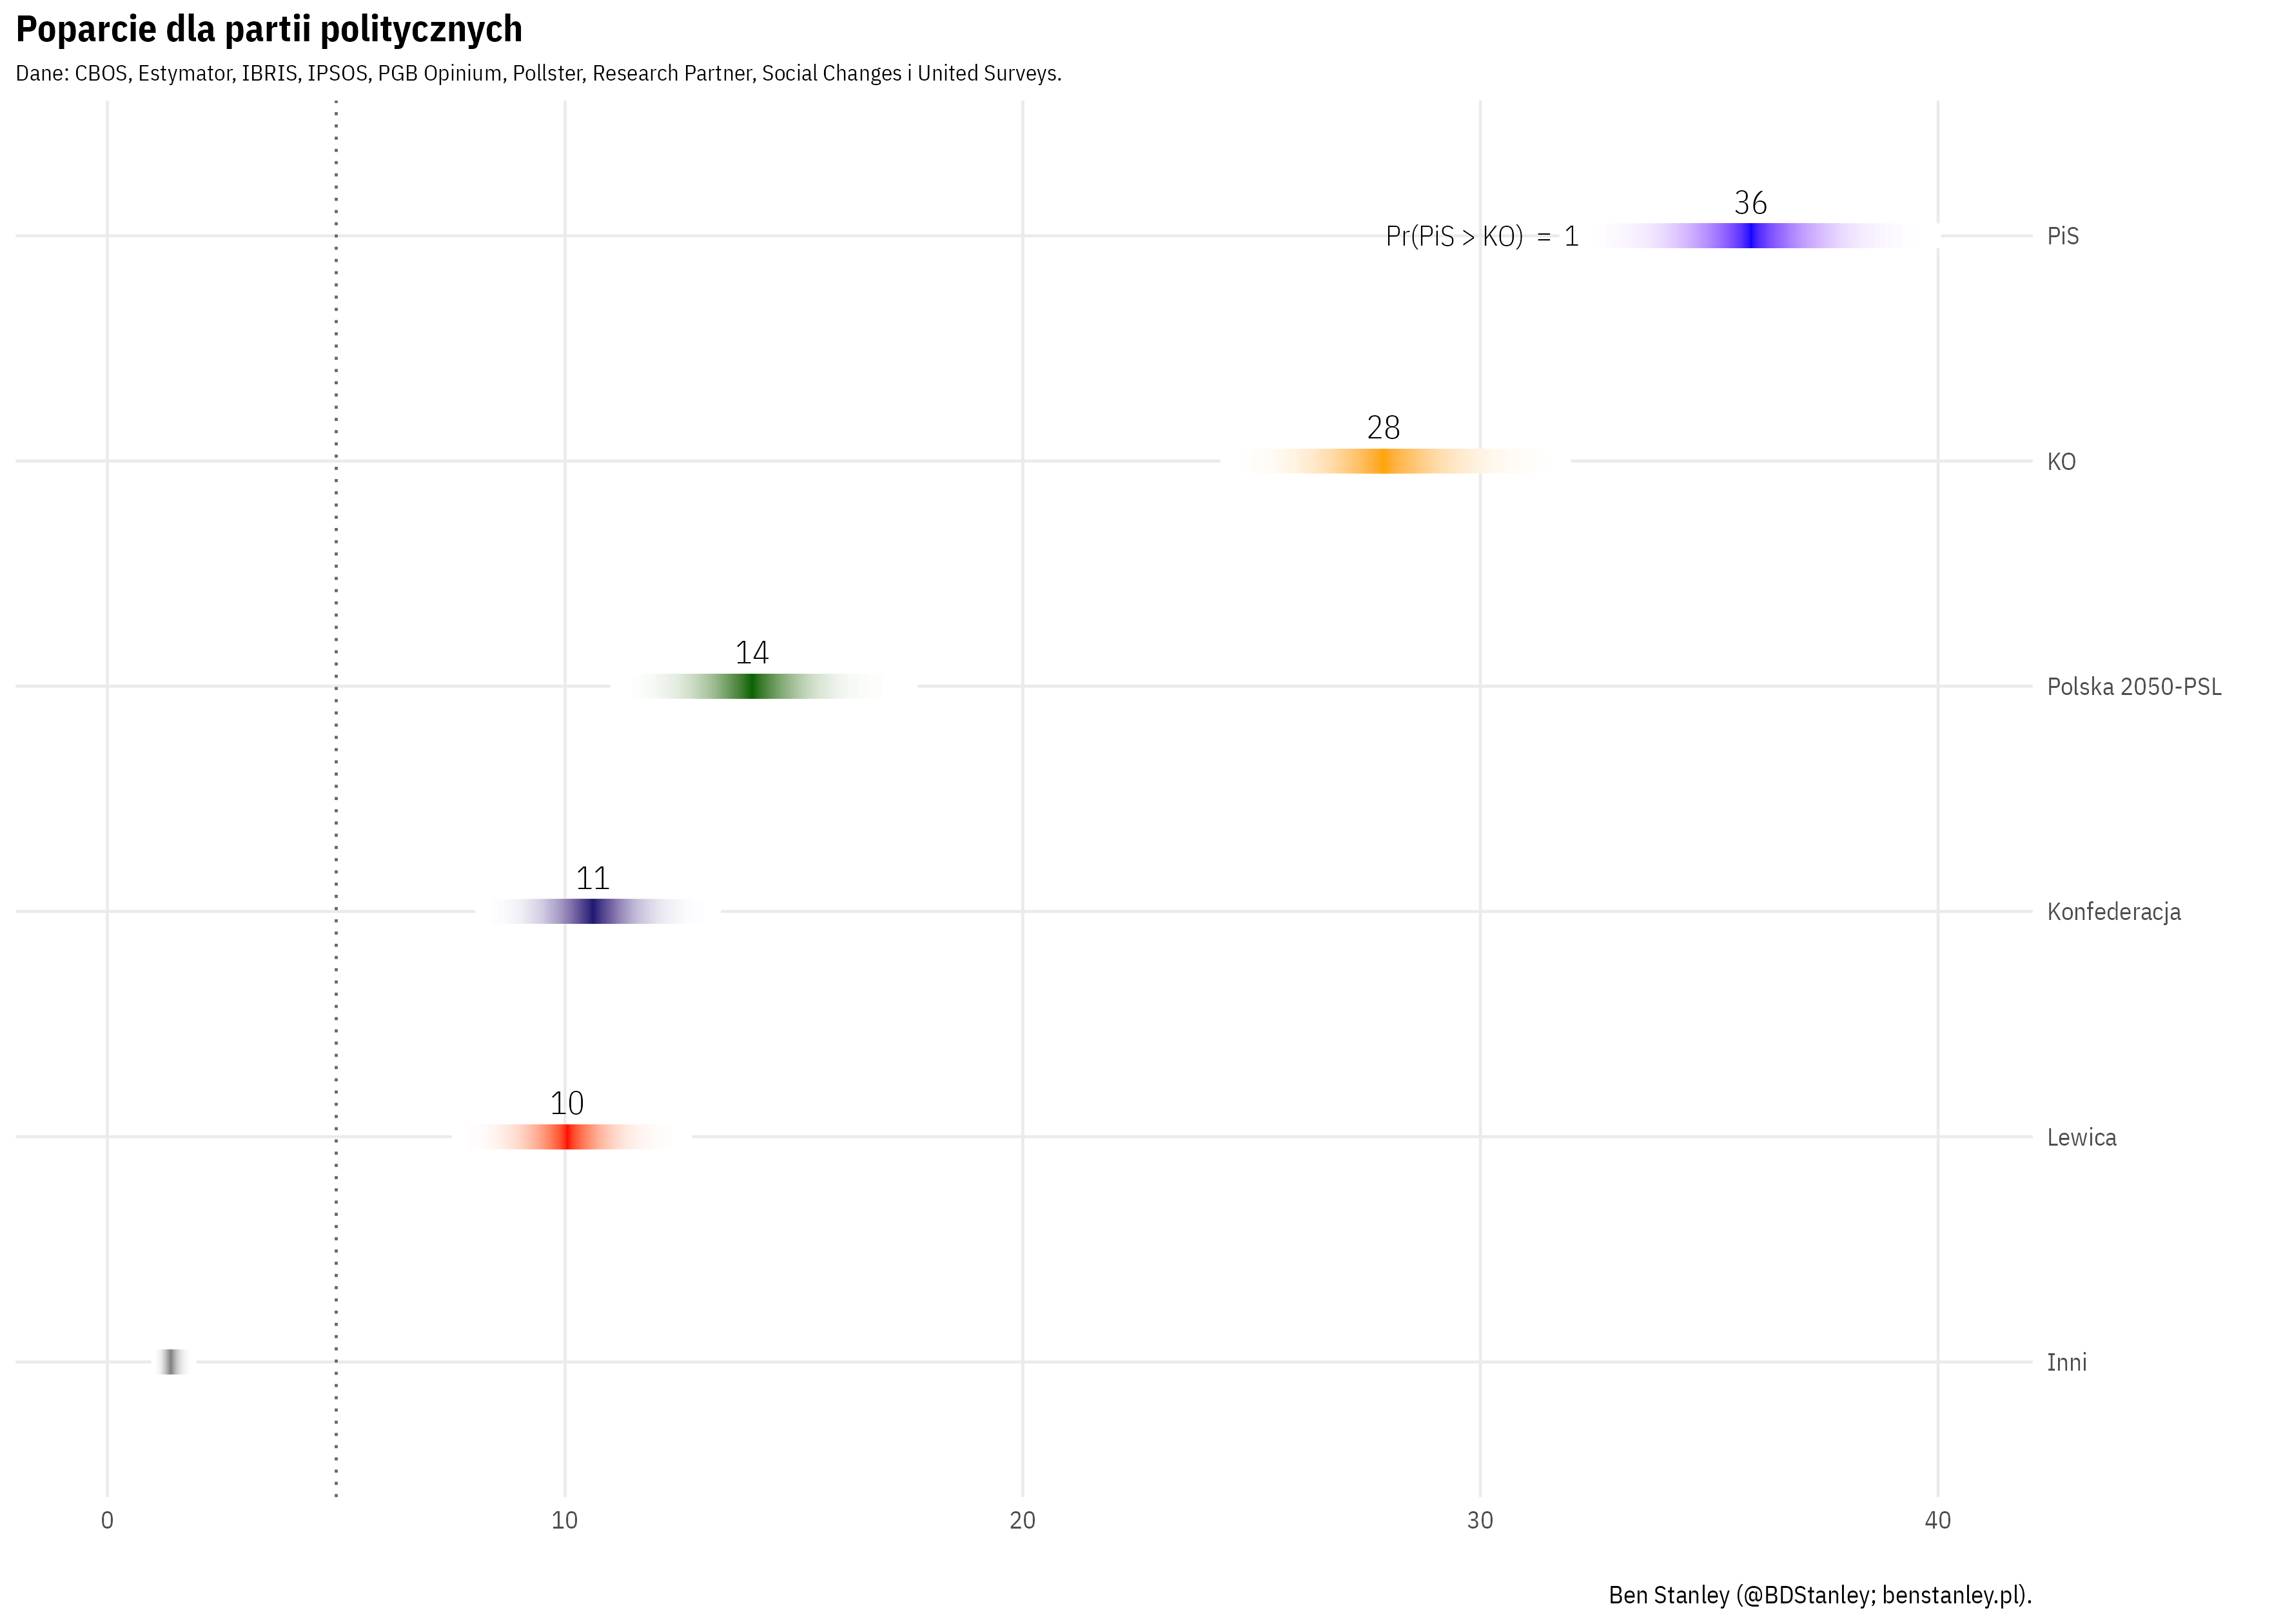 Poparcie dla partii politycznych
Dane: CBOS, Estymator, IBRIS, IPSOS, PGB Opinium, Pollster, Research Partner, Social Changes i United Surveys.
36
Pr(PiS > KO) = 1
PiS
28
KO
14
Polska 2050-PSL
11
Konfederacja
10
Lewica
Inni
0 10 20 30 40
Ben Stanley (@BDStanley; benstanley.pl).